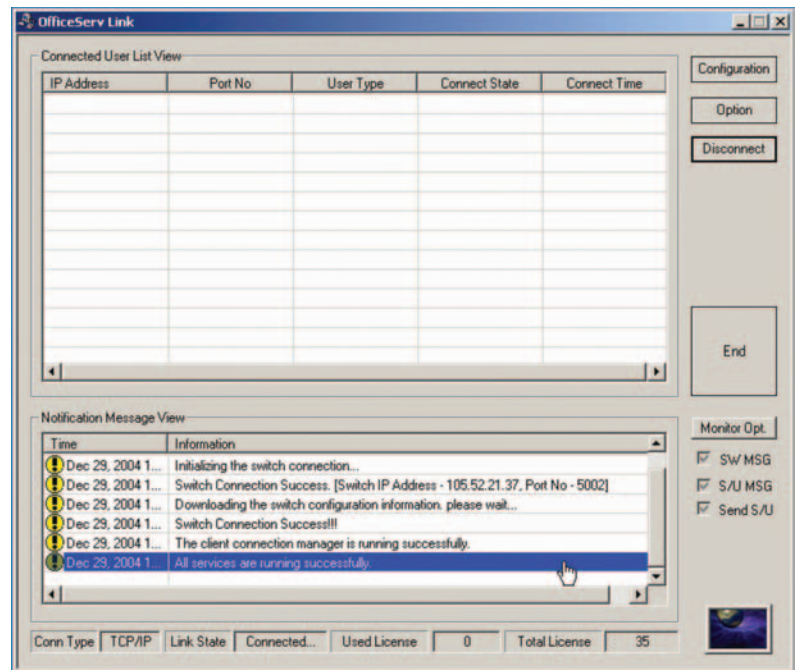 OfficeServ Link
Connected User List View
IP Address Port No User Type Connect State Connect Time
Configuration
Option
Disconnect
End
Notification Message View
Time Information
Dec 29, 2004 1... Initializing the switch connection...
Dec 29, 2004 1... Switch Connection Success. [Switch IP Address - 105.52.21.37, Port No - 5002]
Dec 29, 2004 1... Downloading the switch configuration information. please wait...
Dec 29, 2004 1... Switch Connection Success!!!
Dec 29, 2004 1... The client connection manager is running successfully.
Dec 29, 2004 1... All services are running successfully.
Monitor Opt.
SW MSG
S/U MSG
Send S/U
Conn Type TCP/IP Link State Connected... Used License 0 Total License 35